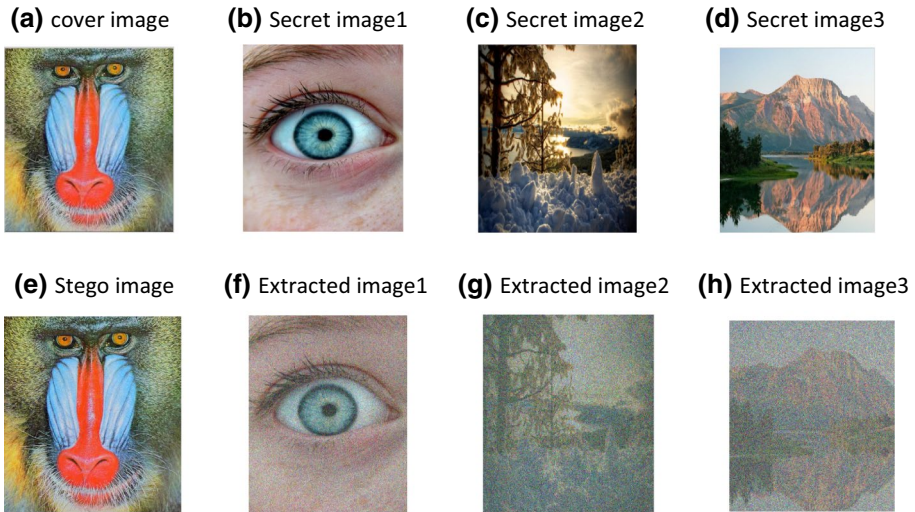 (a) cover image
(b) Secret image1
(c) Secret image2
(d) Secret image3
(e) Stego image
(f) Extracted image1
(g) Extracted image2
(h) Extracted image3